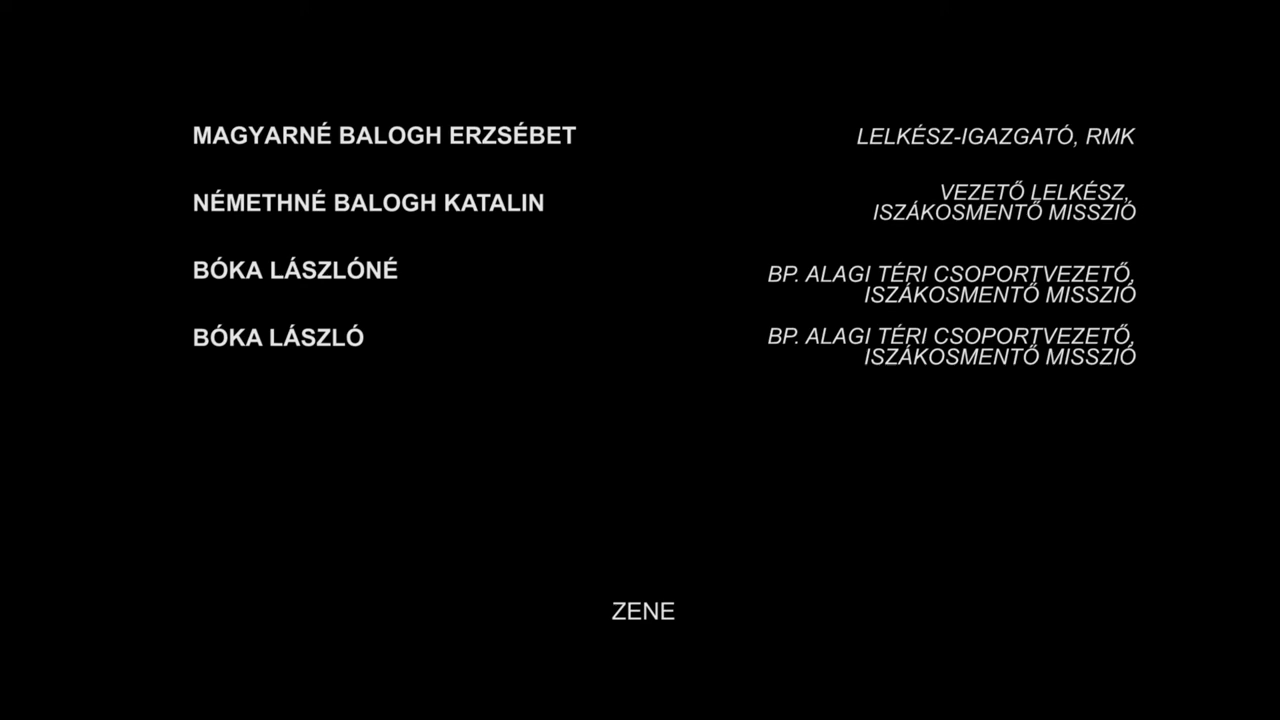 MAGYARNÉ BALOGH ERZSÉBET
LELKÉSZ-IGAZGATÓ, RMK
NÉMETHNÉ BALOGH KATALIN
VEZETŐ LELKÉSZ,
ISZÁKOSMENTŐ MISSZIÓ
BÓKA LÁSZLÓNÉ
BP. ALAGI TÉRI CSOPORTVEZETŐ,
ISZÁKOSMENTŐ MISSZIÓ
BÓKA LÁSZLÓ
BP. ALAGI TÉRI CSOPORTVEZETŐ,
ISZÁKOSMENTŐ MISSZIÓ
ZENE